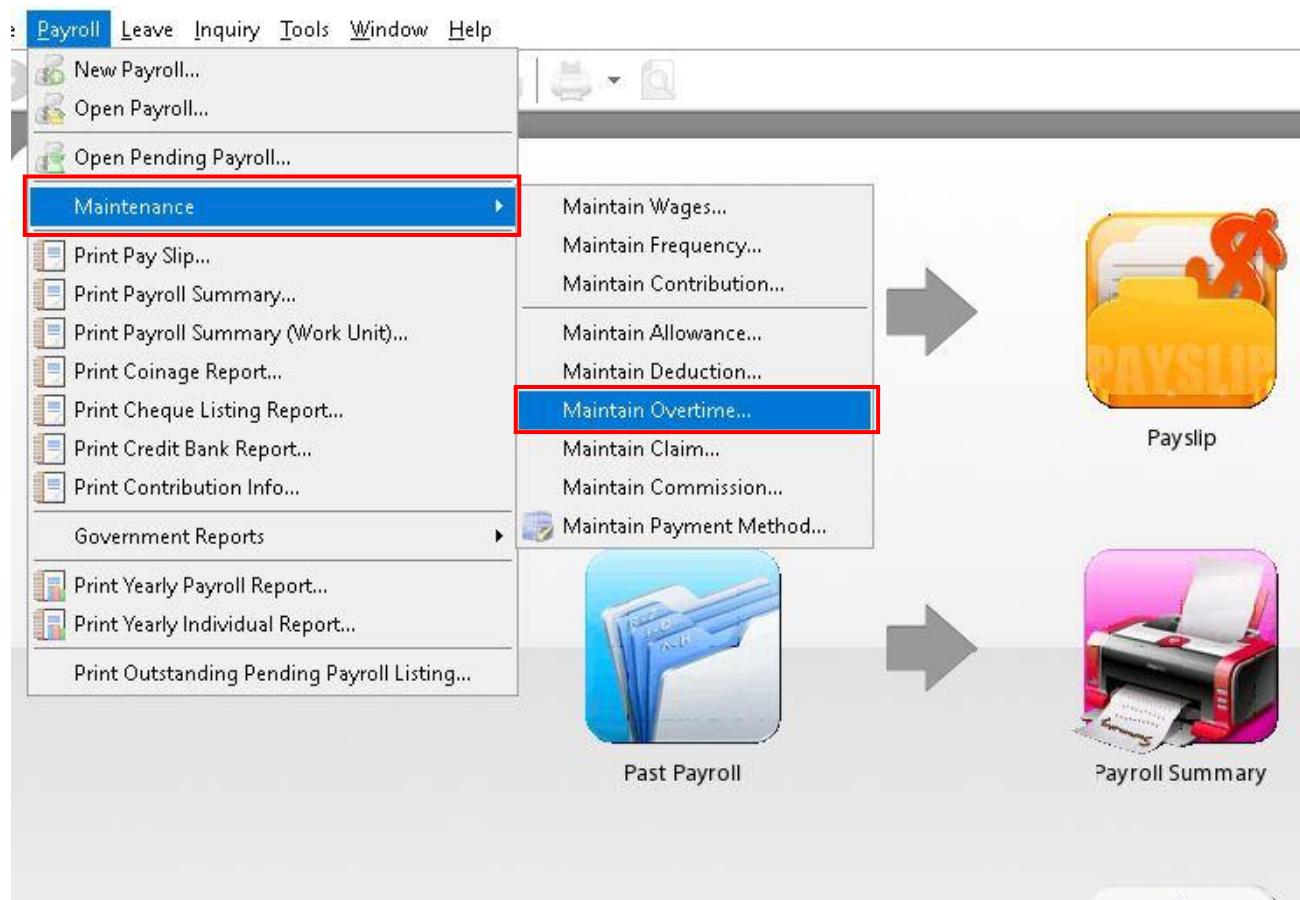 Payroll Leave Inquiry Tools Window Help
New Payroll...
Open Payroll...
Open Pending Payroll...
Maintenance
Print Pay Slip...
Print Payroll Summary...
Print Payroll Summary (Work Unit)...
Print Coinage Report...
Print Cheque Listing Report...
Print Credit Bank Report...
Print Contribution Info...
Government Reports
Print Yearly Payroll Report...
Print Yearly Individual Report...
Print Outstanding Pending Payroll Listing...
Maintain Wages...
Maintain Frequency...
Maintain Contribution...
Maintain Allowance...
Maintain Deduction...
Maintain Overtime...
Maintain Claim...
Maintain Commission...
Maintain Payment Method...
PAYSLIP
Payslip
Past Payroll
Payroll Summary